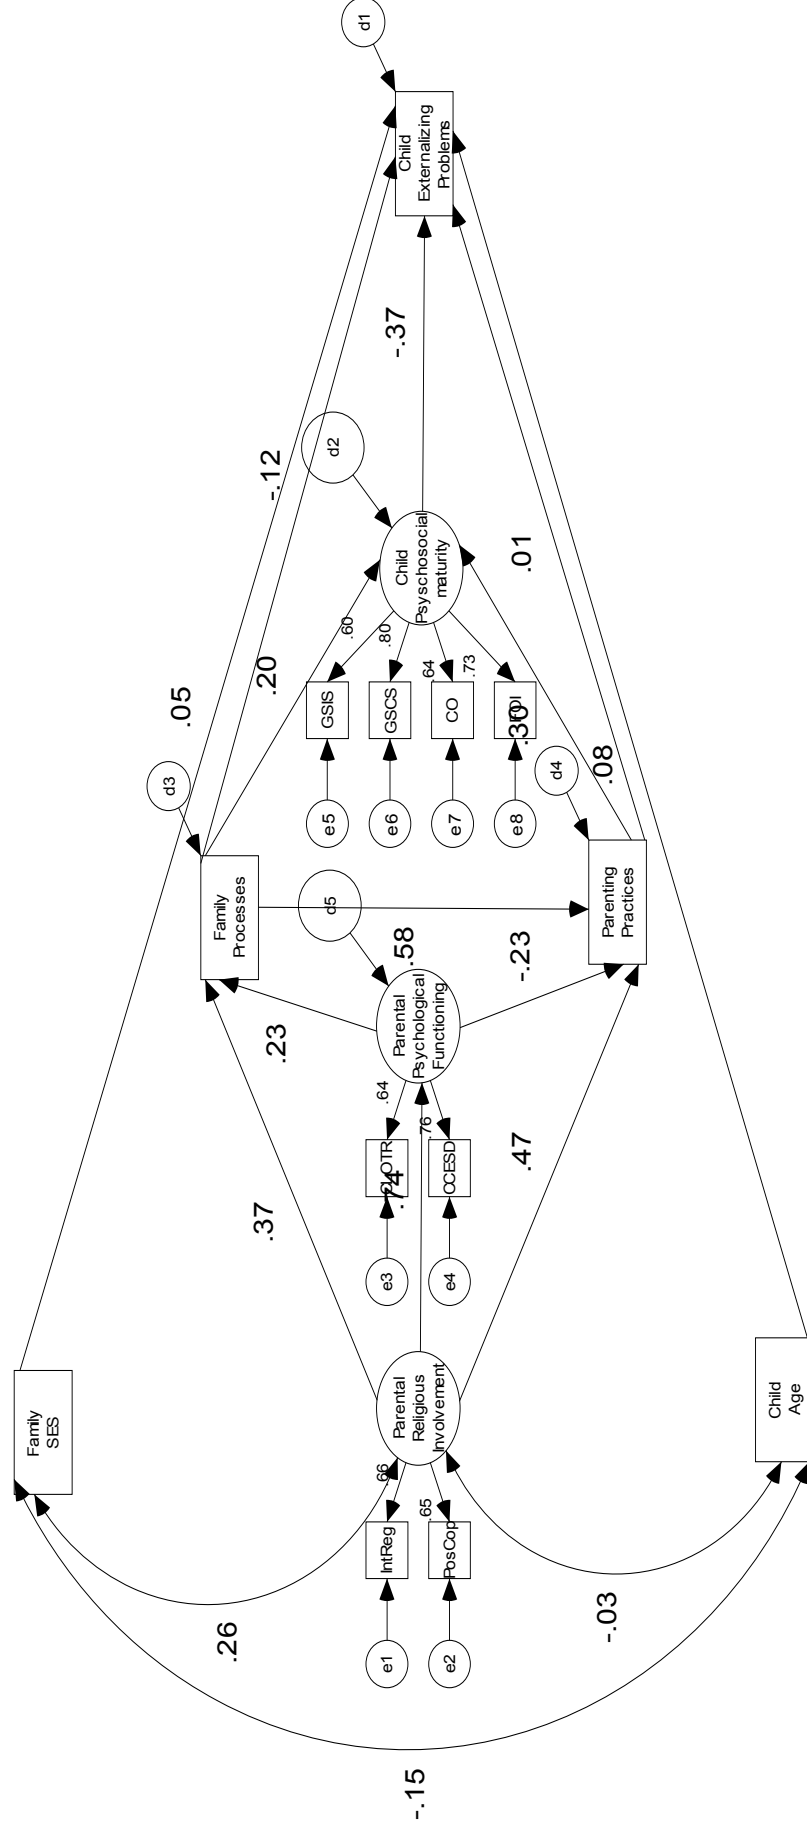 Family
SES
.05
d3
.26
Family
Processes
.37
.23
.20
-.12
d5
d2
d1
GSIS
e5
.60
e1
IntReg
.66
e3
.64
e6
GSCS
.80
.74
.58
-.37
Parental
Religious
Involvement
Parental
Psychological
Functioning
Child
Psyschosocial
maturity
Child
Externalizing
Problems
-.15
e2
PosCop
.65
e4
CCESD
.76
e7
CO
.64
.73
e8
.30
.47
-.23
.01
d4
-.03
.08
Parenting
Practices
Child
Age